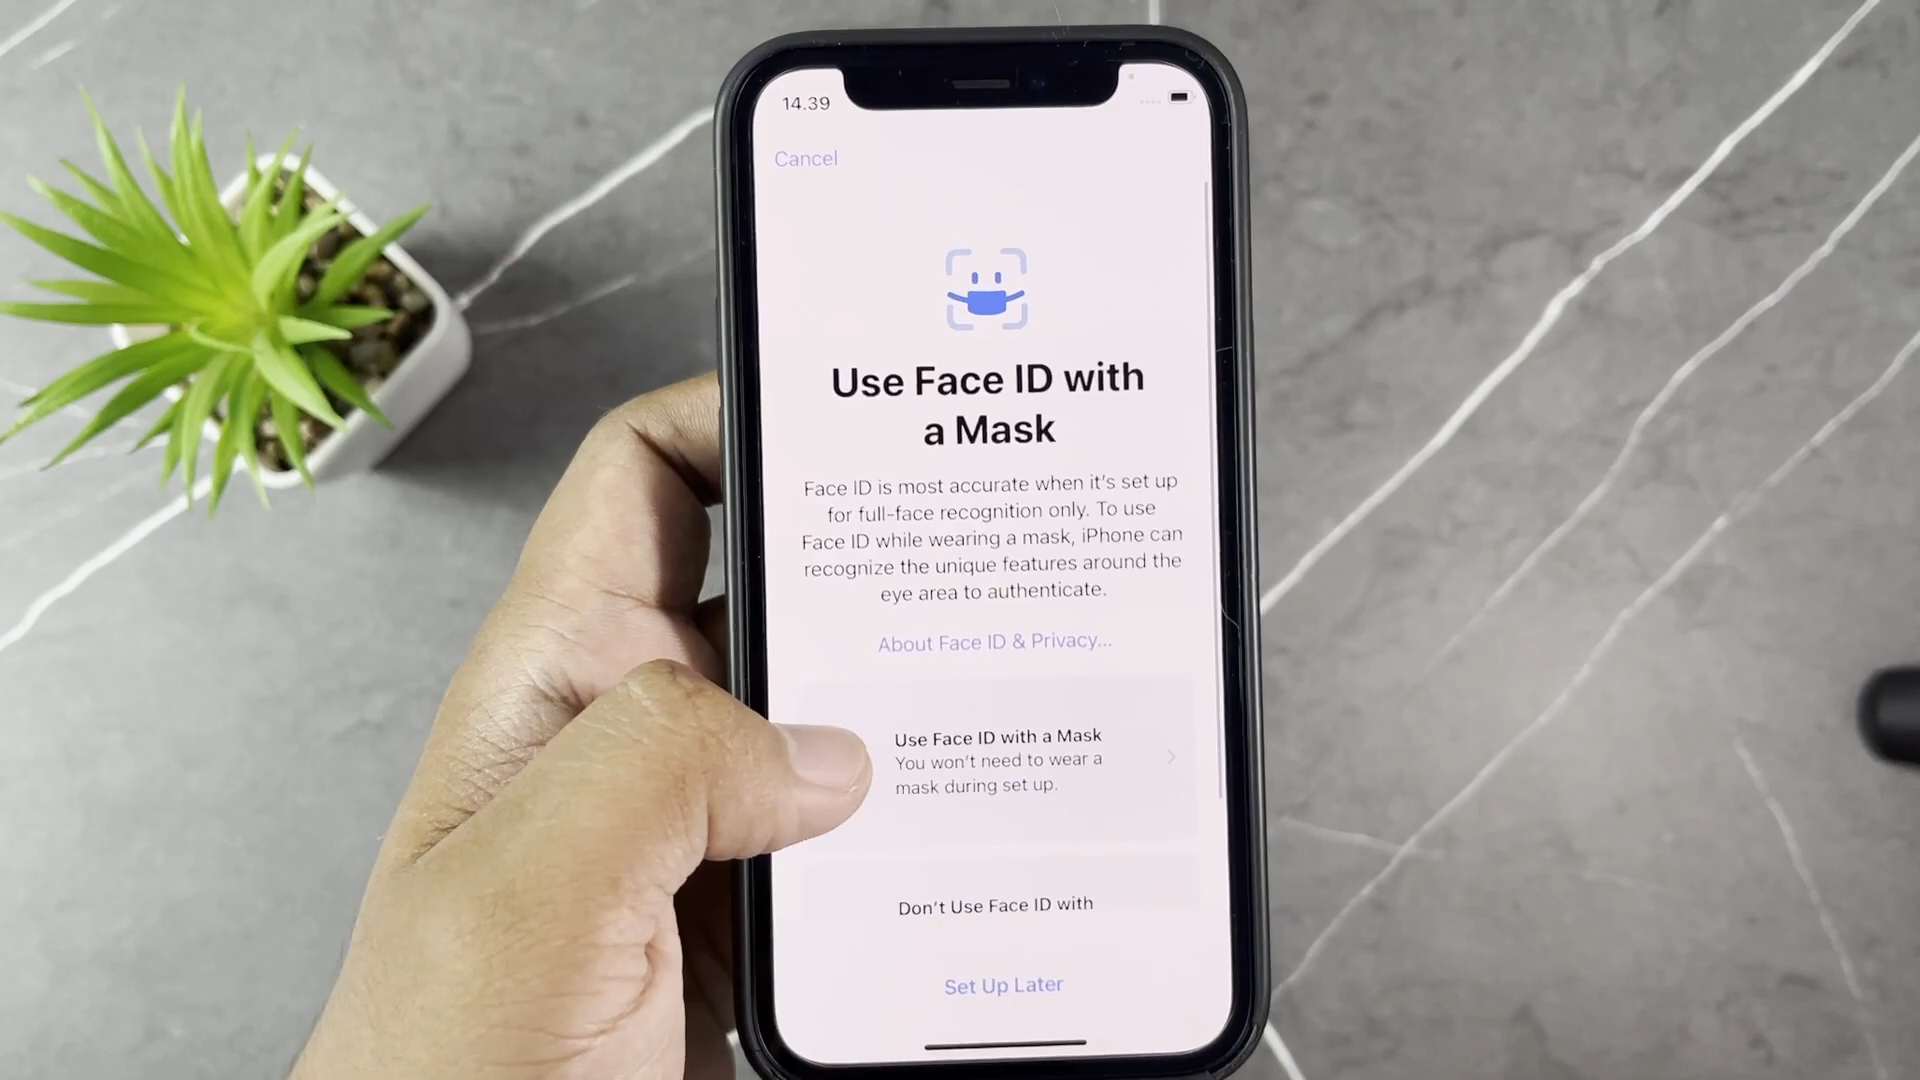 14.39
Cancel
Use Face ID with
a Mask
Face ID is most accurate when it's set up
for full-face recognition only. To use
Face ID while wearing a mask, iPhone can
recognize the unique features around the
eye area to authenticate.
About Face ID & Privacy...
Use Face ID with a Mask
You won't need to wear a
mask during set up.
Don't Use Face ID with
Set Up Later